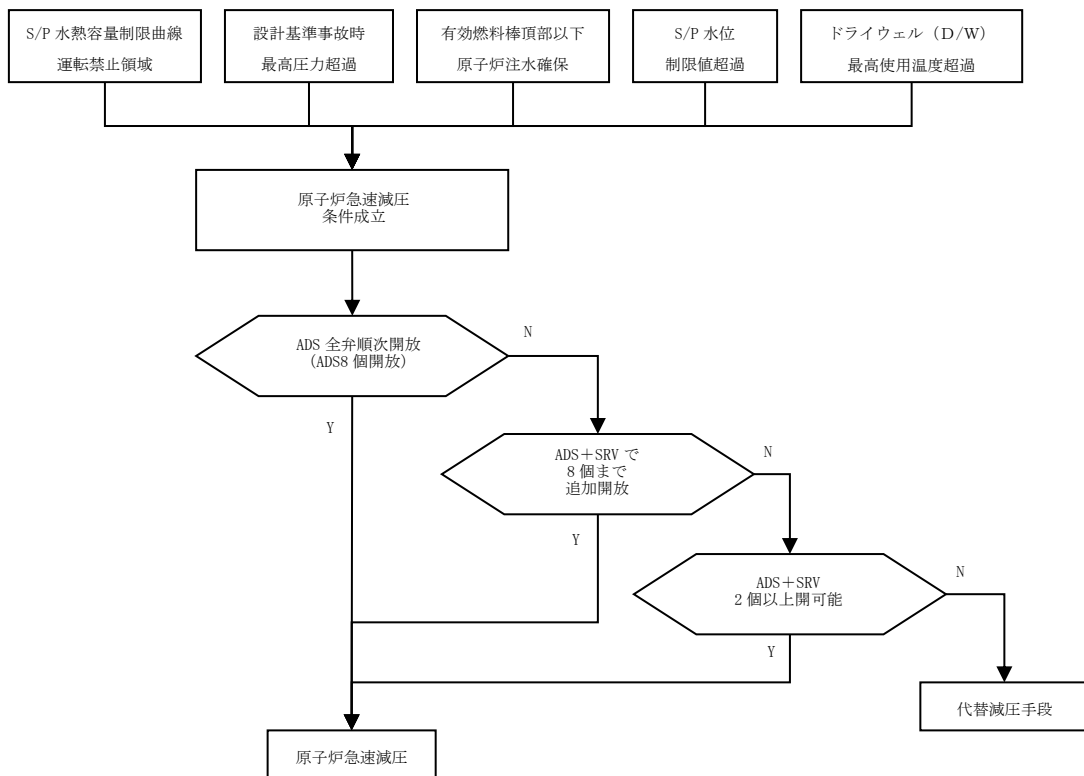 S/P 水熱容量制限曲線
運転禁止領域
設計基準事故時
最高圧力超過
有効燃料棒頂部以下
原子炉注水確保
S/P 水位
制限値超過
ドライウェル（D/W）
最高使用温度超過
原子炉急速減圧
条件成立
ADS 全弁順次開放
(ADS8 個開放)
N
Y
ADS＋SRV で
8 個まで
追加開放
N
Y
ADS＋SRV
2 個以上開可能
N
Y
代替減圧手段
原子炉急速減圧